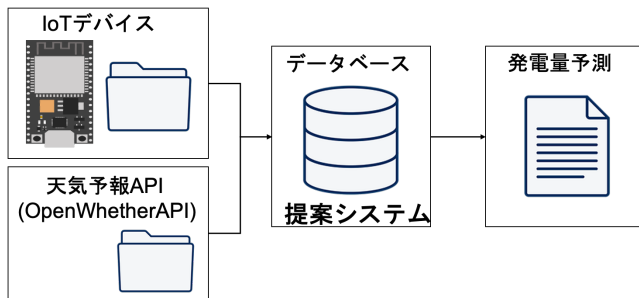 IoTデバイス
天気予報API
(OpenWhetherAPI)
データベース
提案システム
発電量予測